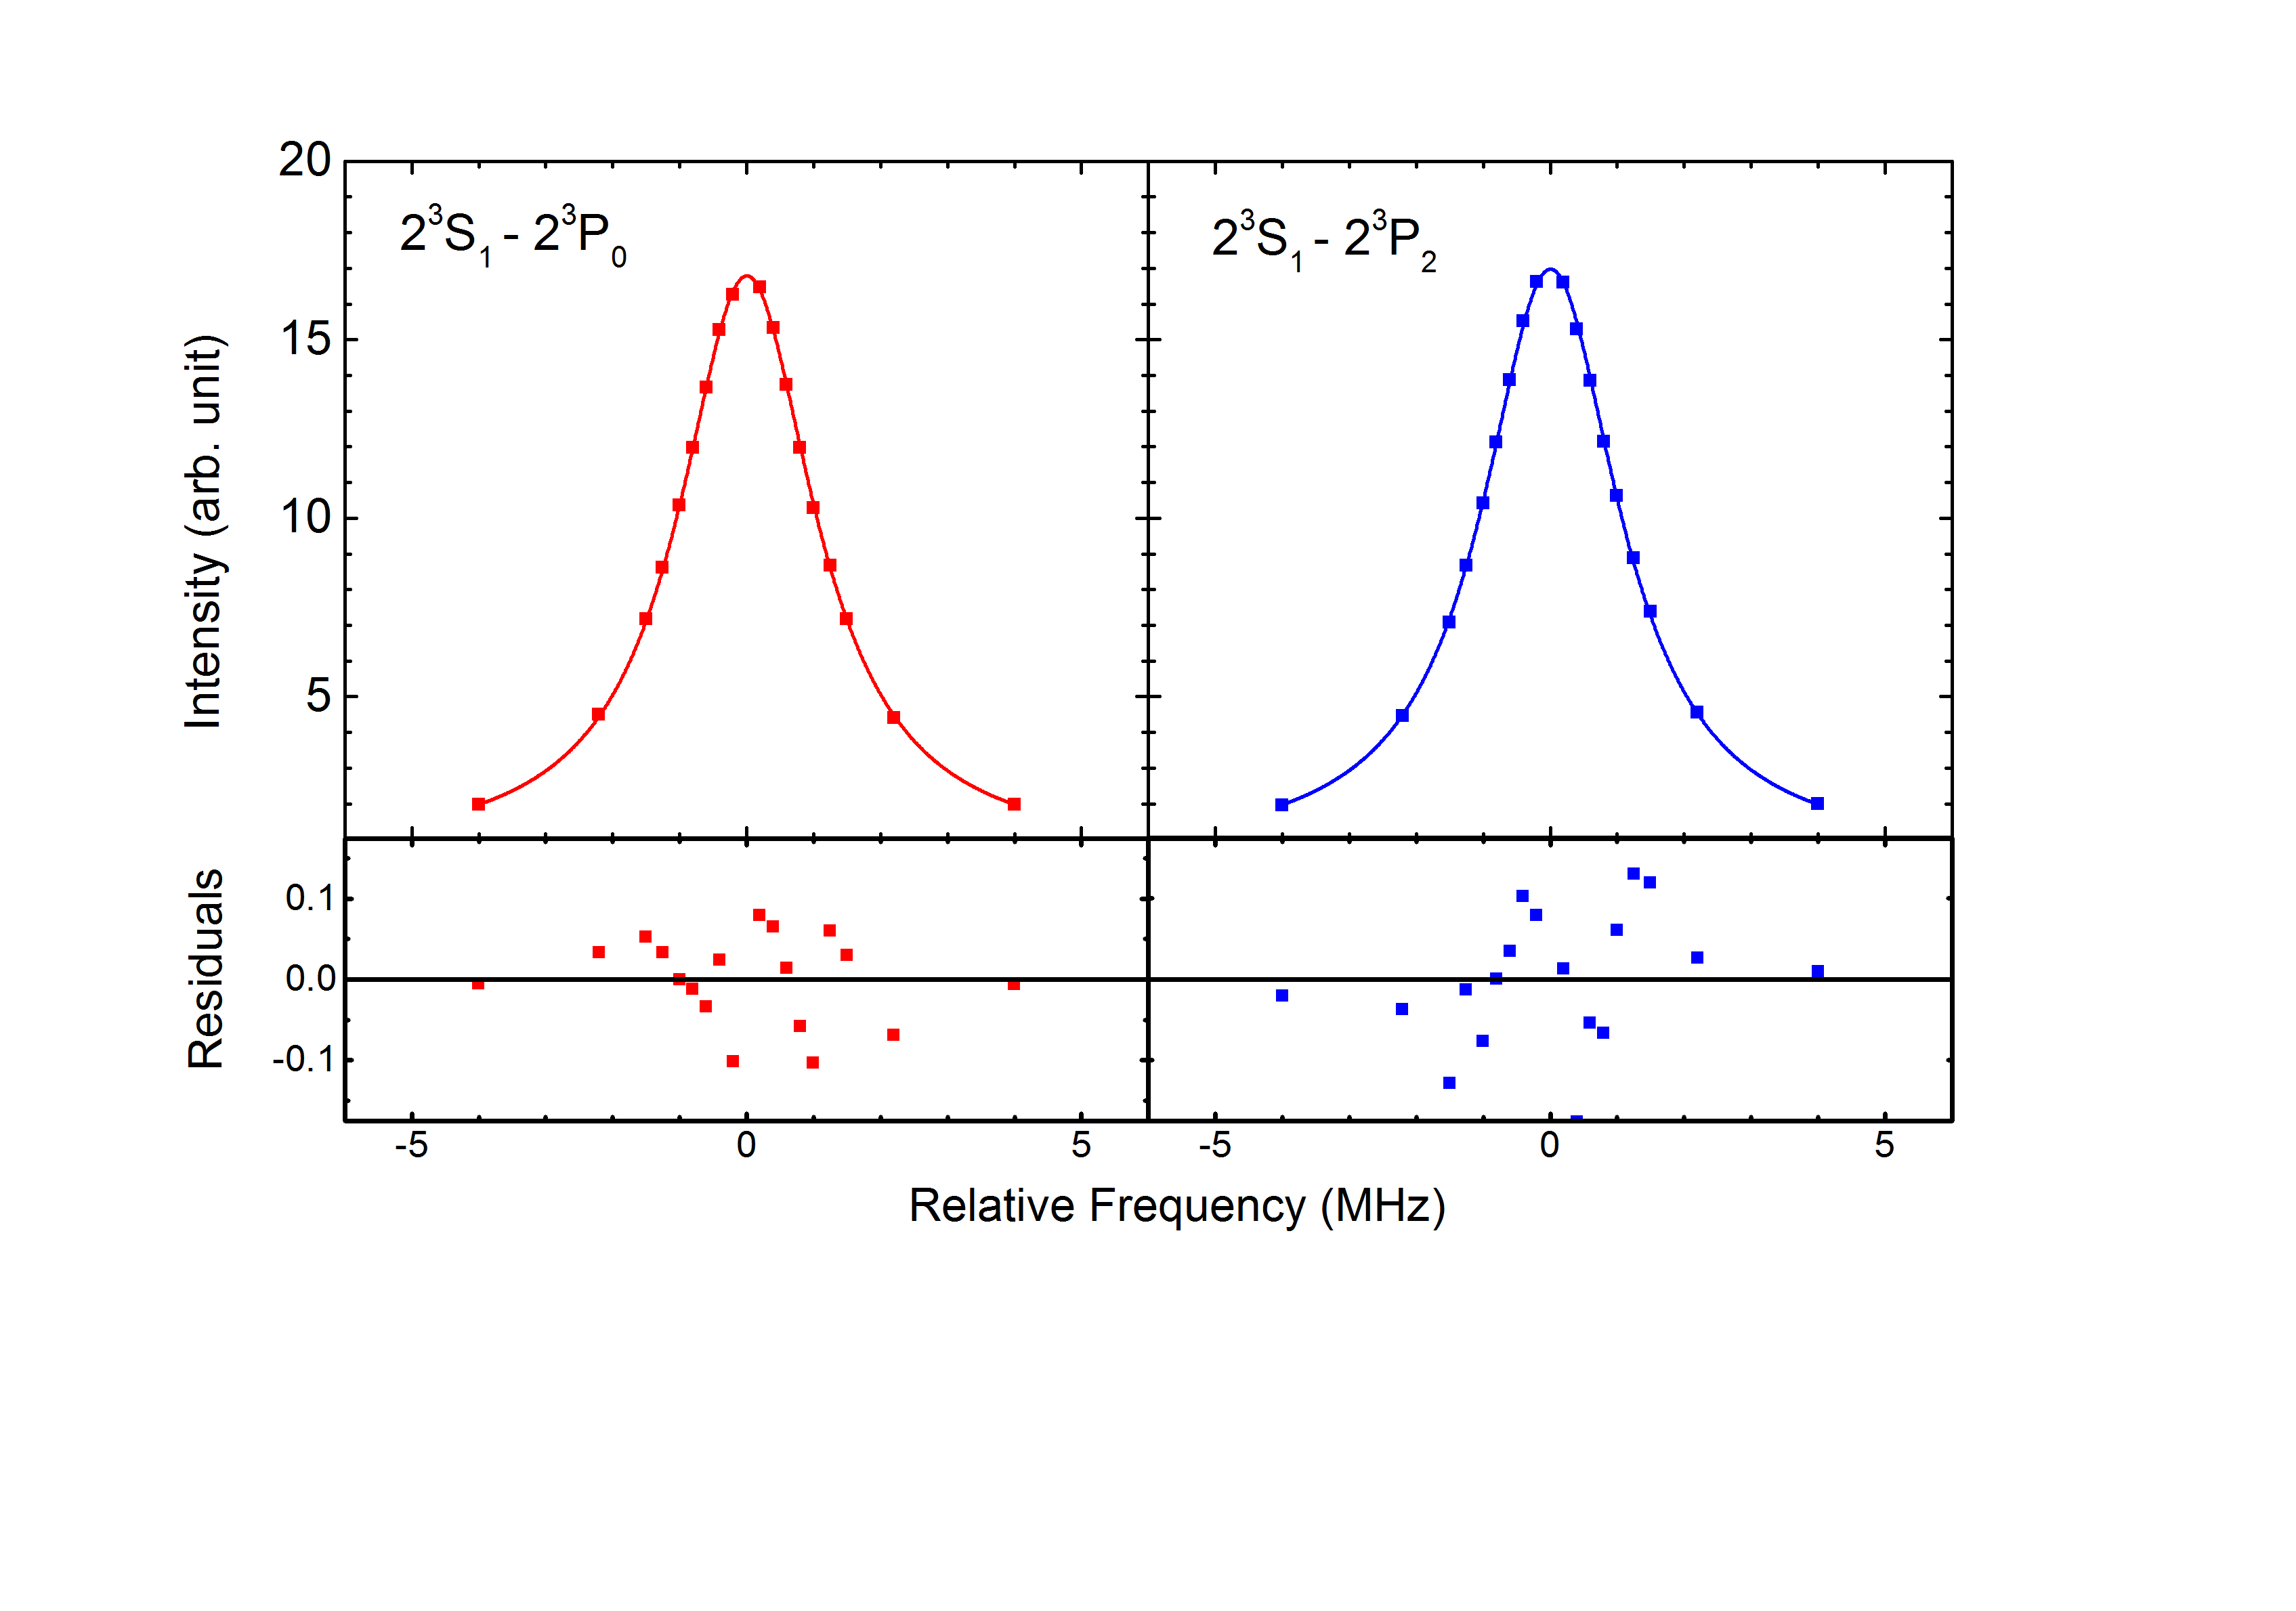 20
2³S₁ - 2³P₀
2³S₁ - 2³P₂
15
10
5
Intensity (arb. unit)
0.1
0.0
-0.1
Residuals
-5 0 5 -5 0 5
Relative Frequency (MHz)